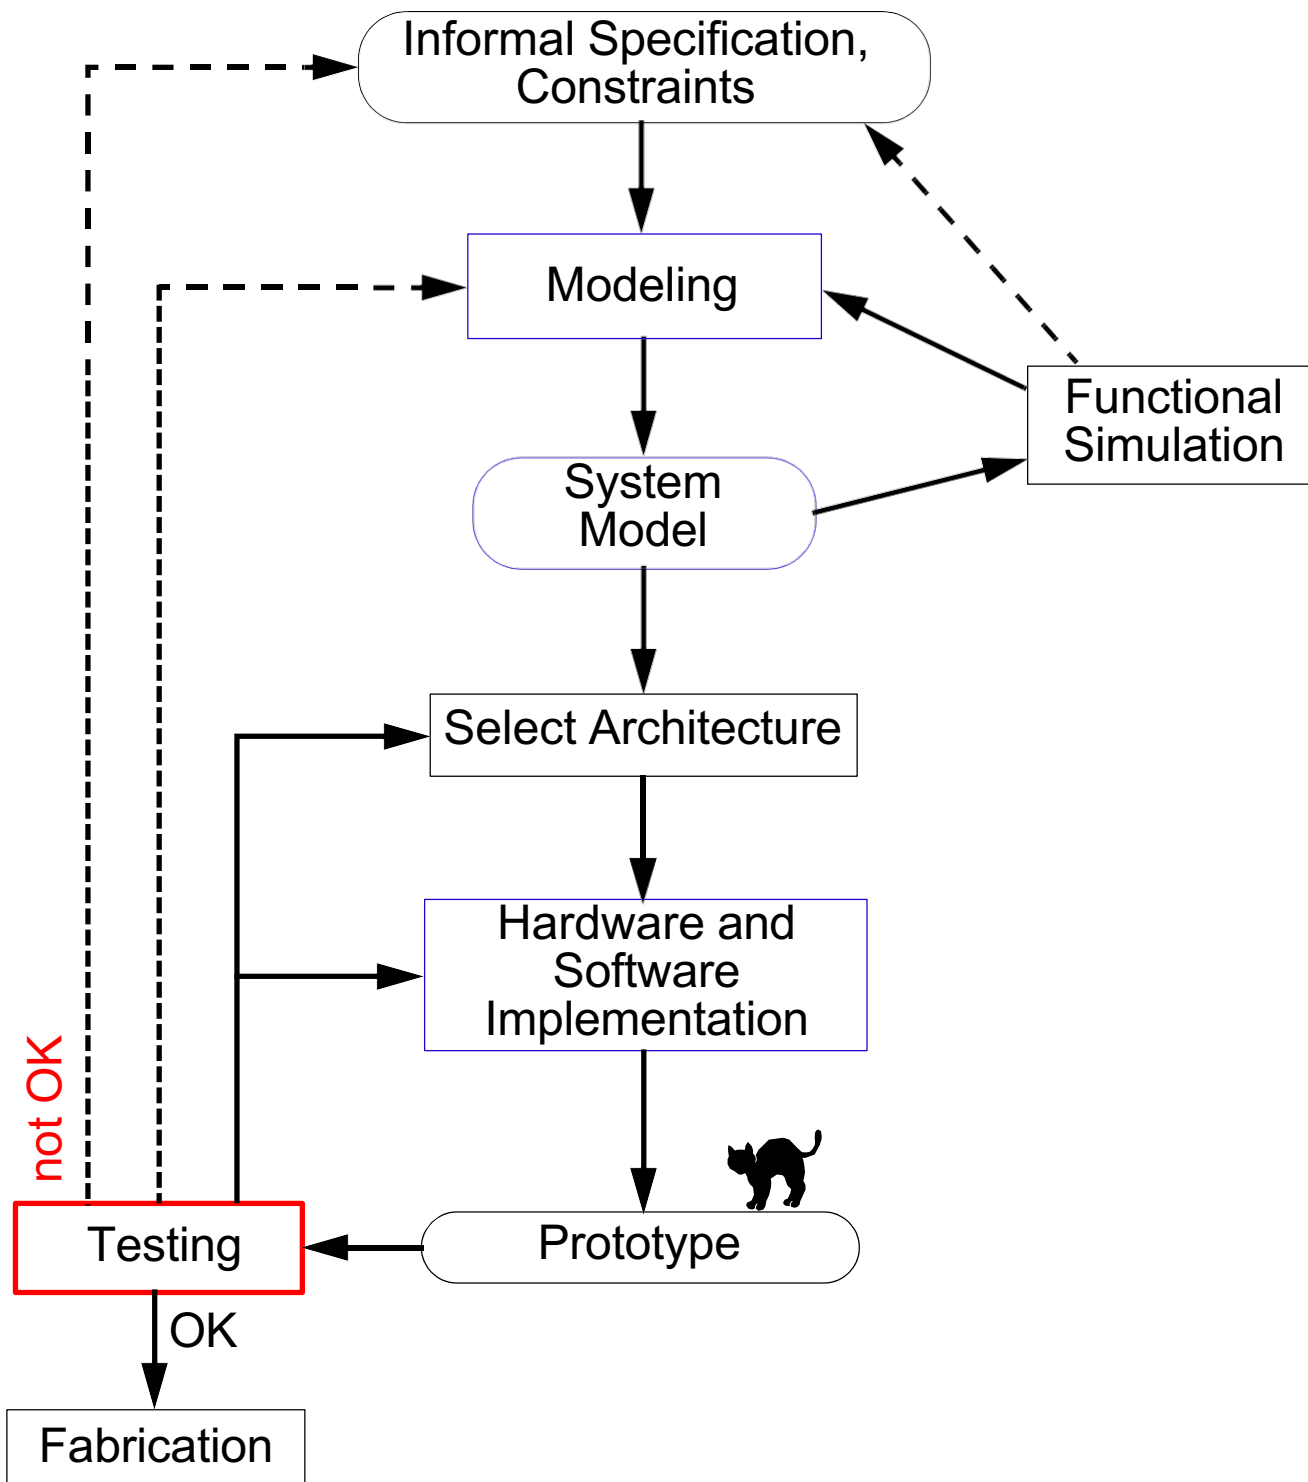 Informal Specification,
Constraints
Modeling
Functional
Simulation
System
Model
Select Architecture
Hardware and
Software
Implementation
not OK
Testing
Prototype
OK
Fabrication